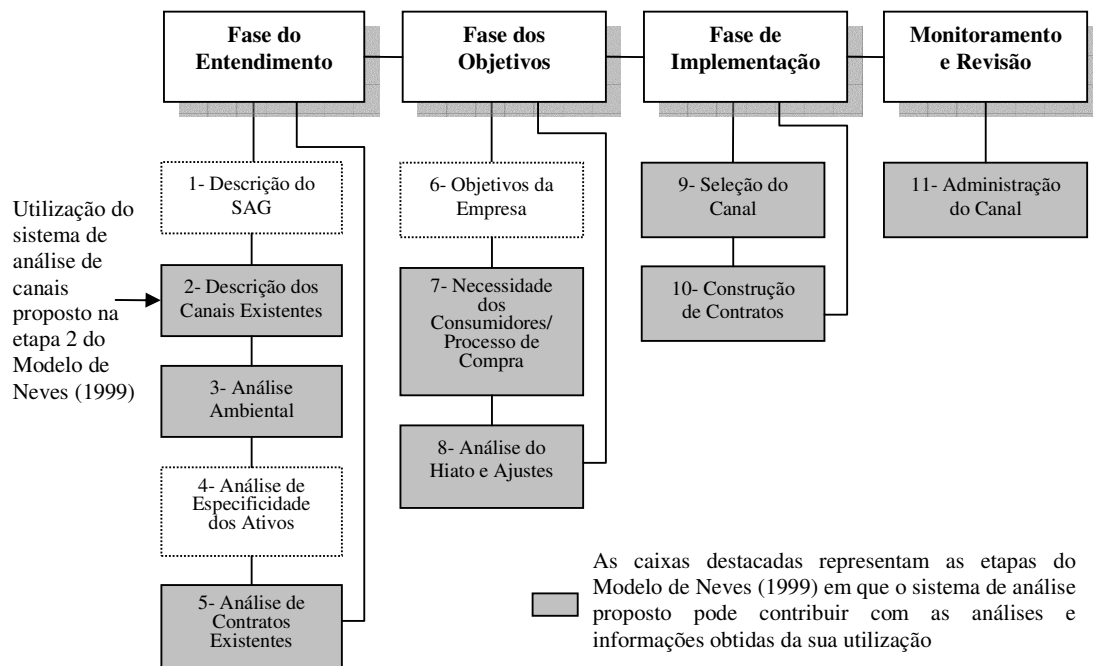 Fase do
Entendimento
Fase dos
Objetivos
Fase de
Implementação
Monitoramento
e Revisão
1- Descrição do
SAG
6- Objetivos da
Empresa
9- Seleção do
Canal
11- Administração
do Canal
Utilização do
sistema de
análise de
canais
proposto na
etapa 2 do
Modelo de
Neves (1999)
2- Descrição dos
Canais Existentes
7- Necessidade
dos
Consumidores/
Processo de
Compra
10- Construção
de Contratos
3- Análise
Ambiental
8- Análise do
Hiato e Ajustes
4- Análise de
Especificidade
dos Ativos
5- Análise de
Contratos
Existentes
As caixas destacadas representam as etapas do
Modelo de Neves (1999) em que o sistema de análise
proposto pode contribuir com as análises e
informações obtidas da sua utilização